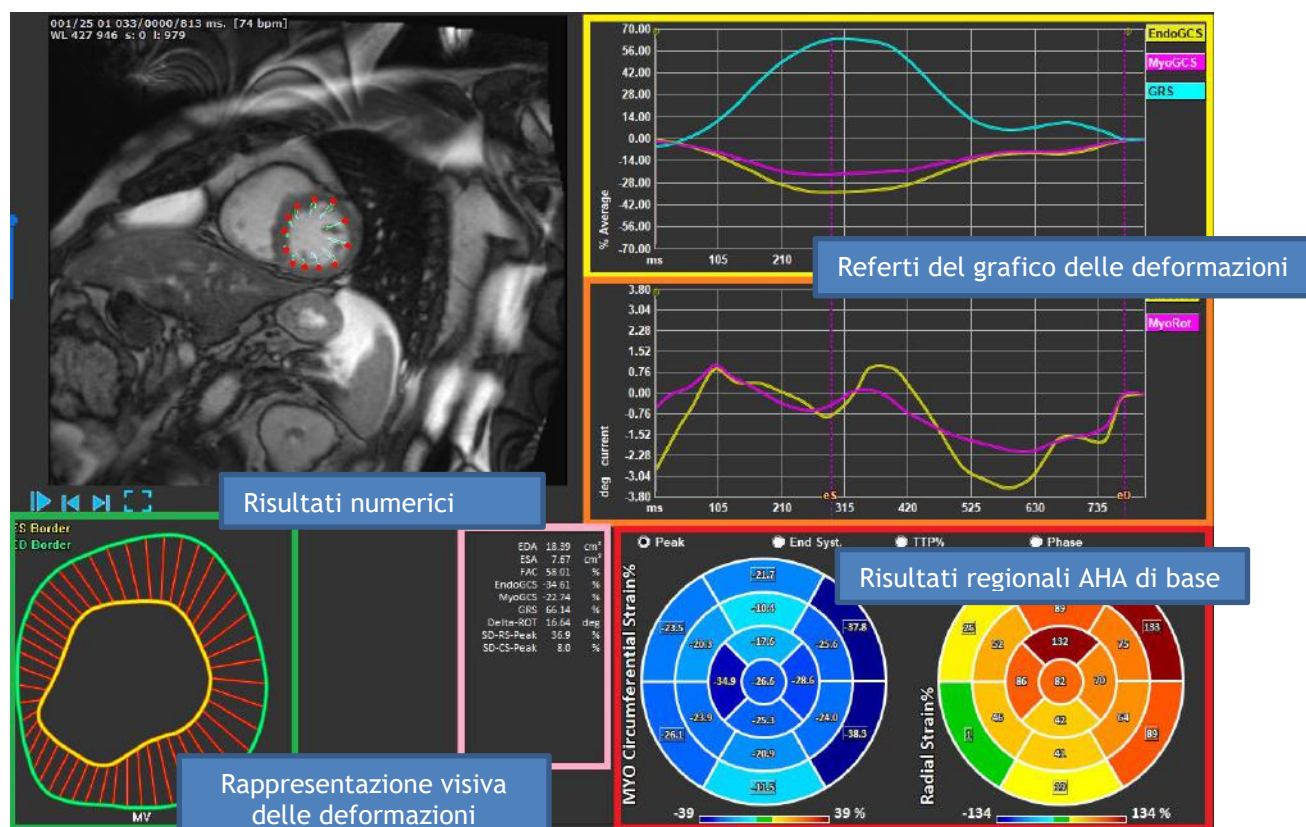 001/25 01 033/0000/813 ms. [74 bpm]
WL 427 946 s: 0 l: 979
70.00
56.00
42.00
28.00
14.00
0.00
-14.00
-28.00
-42.00
-56.00
-70.00
% Average
ms 105 210
EndoGCS
MyoGCS
GRS
Referti del grafico delle deformazioni
3.80
3.04
2.28
1.52
0.76
0.00
-0.76
-1.52
-2.28
-3.04
-3.80
deg current
MyoRot
eS eD
ms 105 210 315 420 525 630 735
Risultati numerici
ES Border
ED Border
MV
Rappresentazione visiva
delle deformazioni
EDA 18.39 cm²
ESA 7.67 cm²
FAC 58.01 %
EndoGCS -34.61 %
MyoGCS -22.74 %
GRS 66.14 %
Delta-ROT 16.64 deg
SD-RS-Peak 36.9 %
SD-CS-Peak 8.0 %
Peak End Syst. TTP% Phase
Risultati regionali AHA di base
MYO Circumferential Strain%
-21.7
-10.4
-17.6
-23.5 -20.3 -25.6 -37.8
-34.9 -26.6 -28.6
-26.1 -23.9 -24.0 -38.3
-25.3
-20.9
-11.5
-39 39 %
Radial Strain%
89
132
26 52 75 133
86 82 70
1 46 64 89
42
41
19
-134 134 %